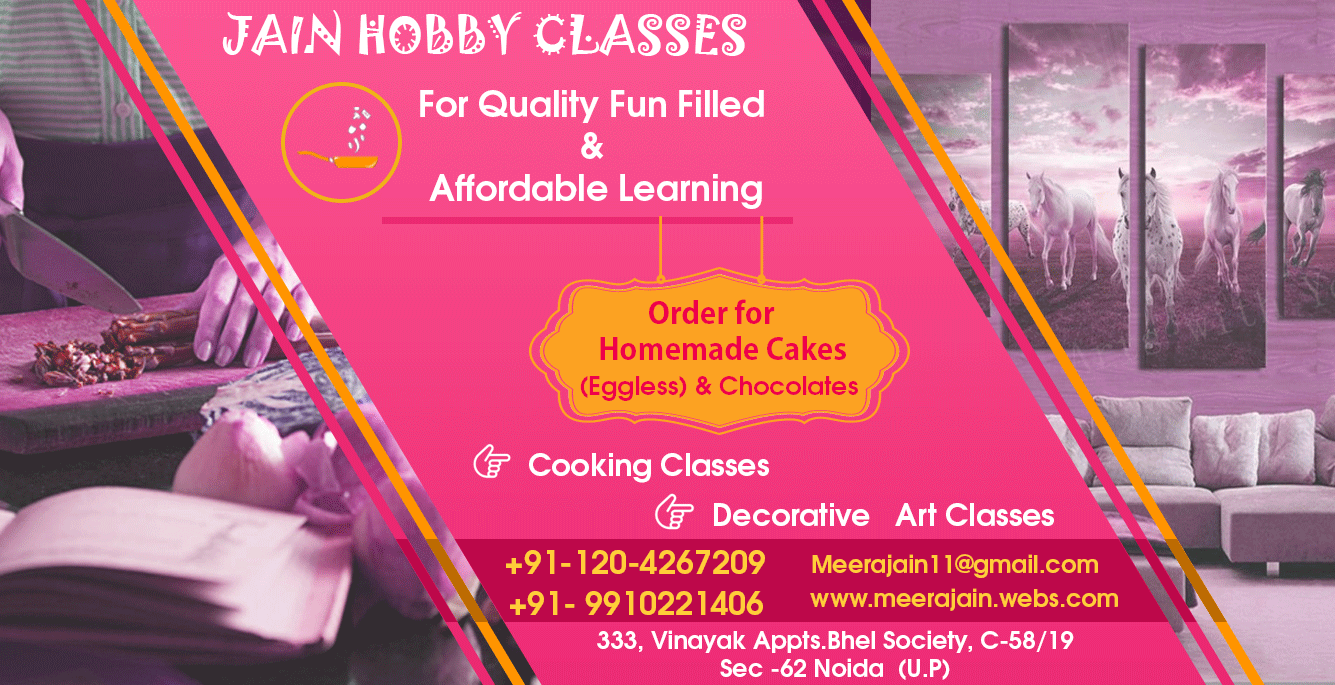 JAIN HOBBY CLASSES
For Quality Fun Filled
&
Affordable Learning
Order for
Homemade Cakes
(Eggless) & Chocolates
Cooking Classes
Decorative Art Classes
+91-120-4267209
+91- 9910221406
Meerajain11@gmail.com
www.meerajain.webs.com
333, Vinayak Appts.Bhel Society, C-58/19
Sec -62 Noida (U.P)